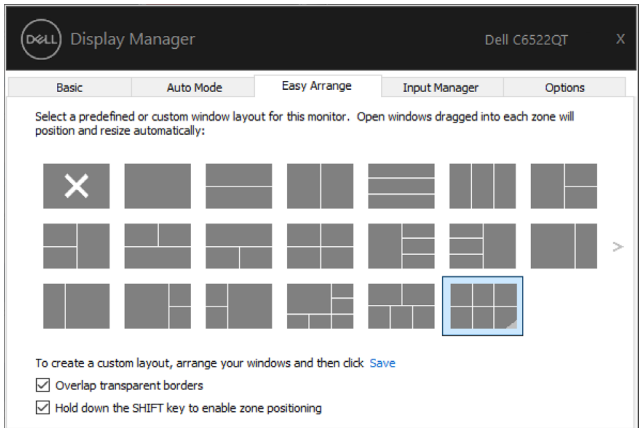 DELL Display Manager Dell C6522QT X
Basic Auto Mode Easy Arrange Input Manager Options
Select a predefined or custom window layout for this monitor. Open windows dragged into each zone will
position and resize automatically:
To create a custom layout, arrange your windows and then click Save
Overlap transparent borders
Hold down the SHIFT key to enable zone positioning